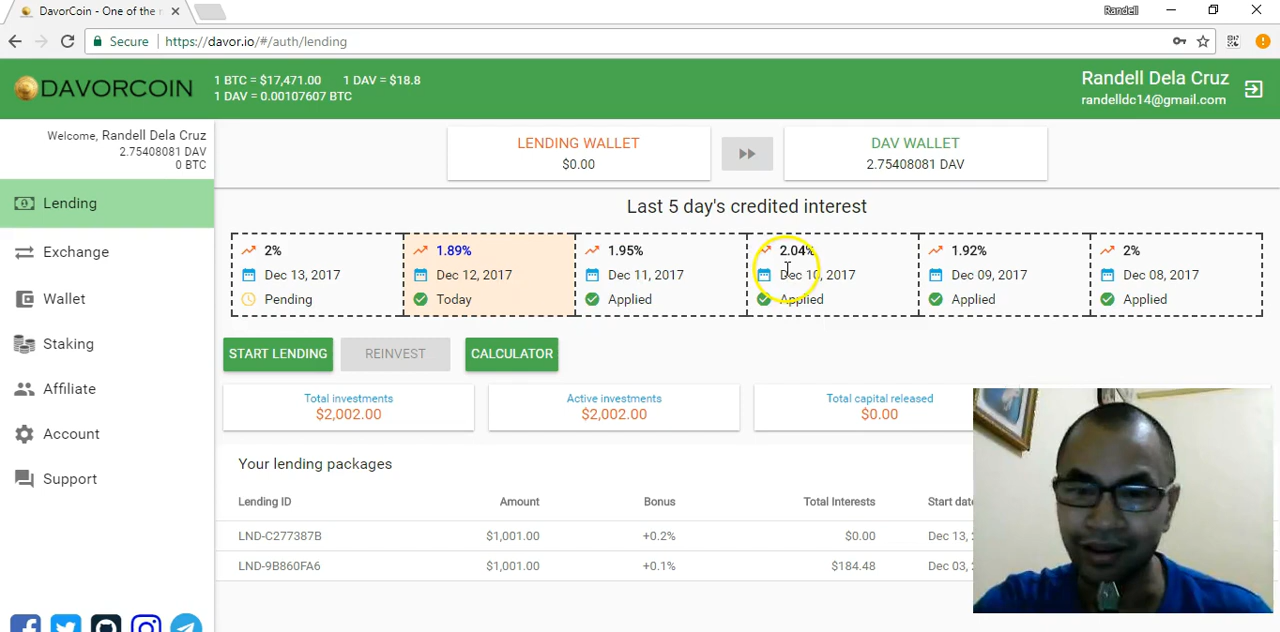 DavorCoin - One of the r
Randell
Secure
https://davor.io/#/auth/lending
DAVORCOIN
1 BTC = $17,471.00 1 DAV = $18.8
1 DAV = 0.00107607 BTC
Randell Dela Cruz
randelldc14@gmail.com
Welcome, Randell Dela Cruz
2.75408081 DAV
0 BTC
LENDING WALLET
$0.00
DAV WALLET
2.75408081 DAV
Lending
Exchange
Wallet
Staking
Affiliate
Account
Support
Last 5 day's credited interest
2%
Dec 13, 2017
Pending
1.89%
Dec 12, 2017
Today
1.95%
Dec 11, 2017
Applied
2.04%
Dec 10, 2017
Applied
1.92%
Dec 09, 2017
Applied
2%
Dec 08, 2017
Applied
START LENDING
REINVEST
CALCULATOR
Total investments
$2,002.00
Active investments
$2,002.00
Total capital released
$0.00
Your lending packages
Lending ID Amount Bonus Total Interests Start date
LND-C277387B $1,001.00 +0.2% $0.00 Dec 13,
LND-9B860FA6 $1,001.00 +0.1% $184.48 Dec 03,